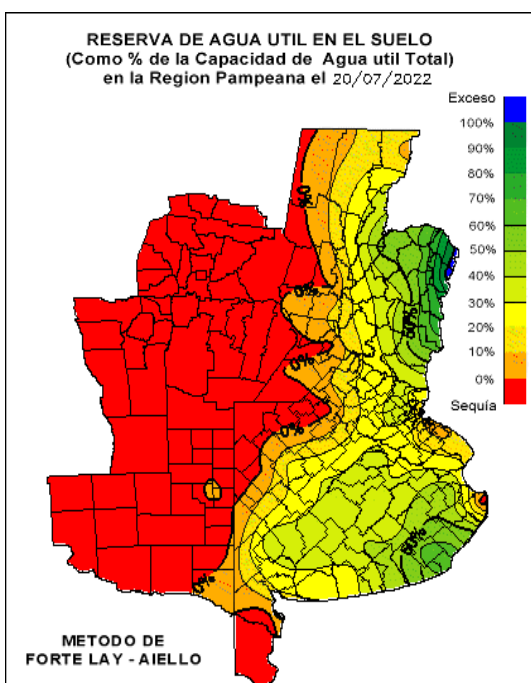 RESERVA DE AGUA UTIL EN EL SUELO
(Como % de la Capacidad de Agua util Total)
en la Region Pampeana el 20/07/2022
Exceso
100%
90%
80%
70%
60%
50%
40%
30%
20%
10%
0%
Sequía
0%
0%
50%
0%
0%
50%
0%
METODO DE
FORTE LAY - AIELLO